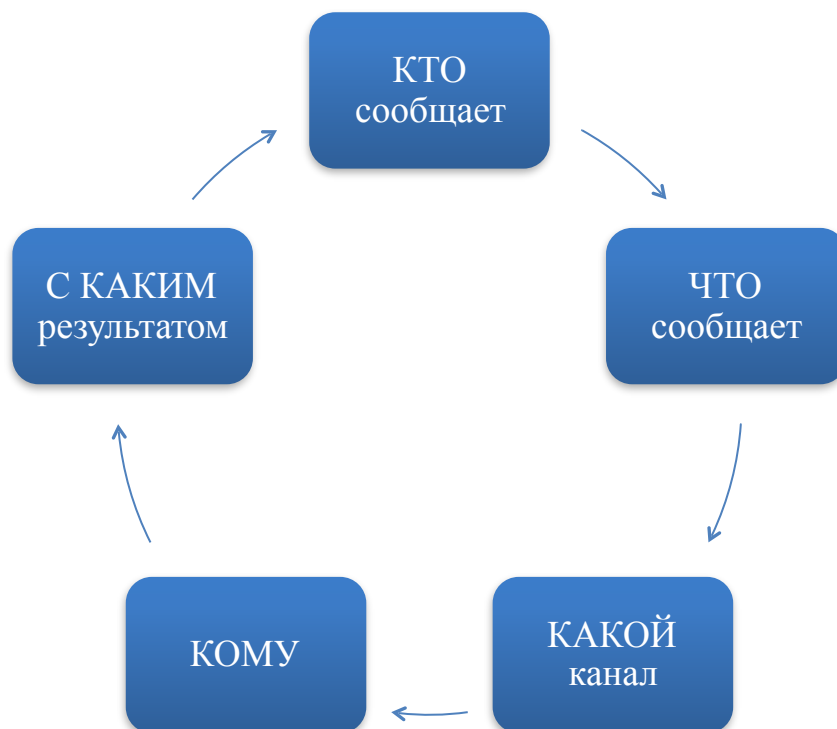 КТО
сообщает
ЧТО
сообщает
КАКОЙ
канал
КОМУ
С КАКИМ
результатом